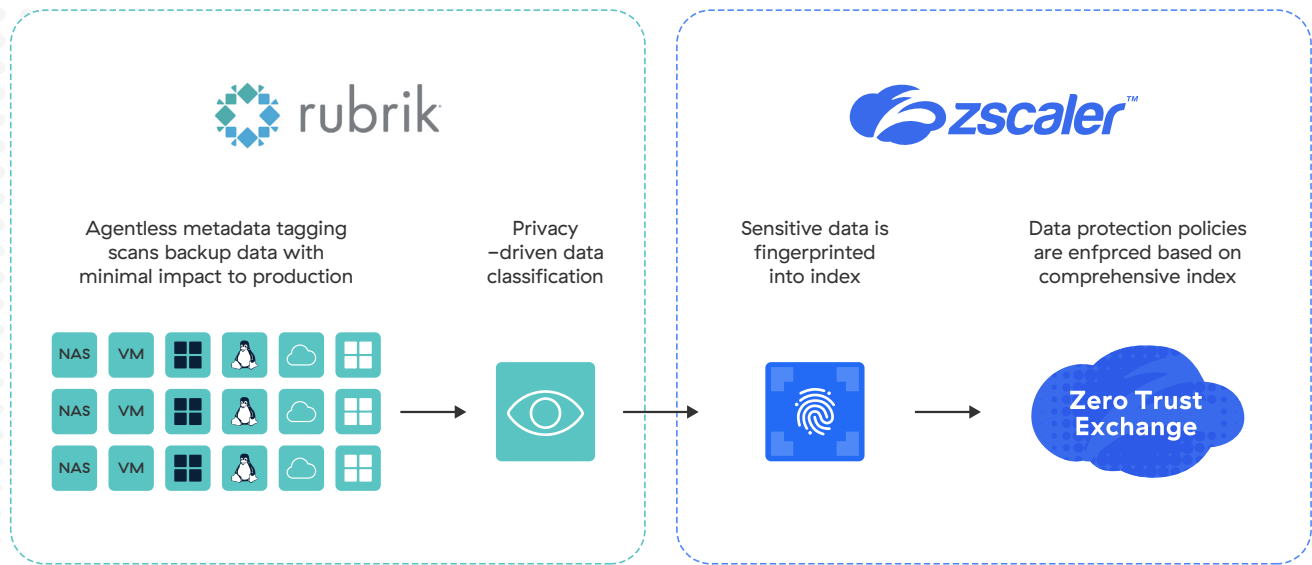 rubrik
zscaler™
Agentless metadata tagging
scans backup data with
minimal impact to production
Privacy
–driven data
classification
Sensitive data is
fingerprinted
into index
Data protection policies
are enfprced based on
comprehensive index
NAS VM
NAS VM
NAS VM
Zero Trust
Exchange